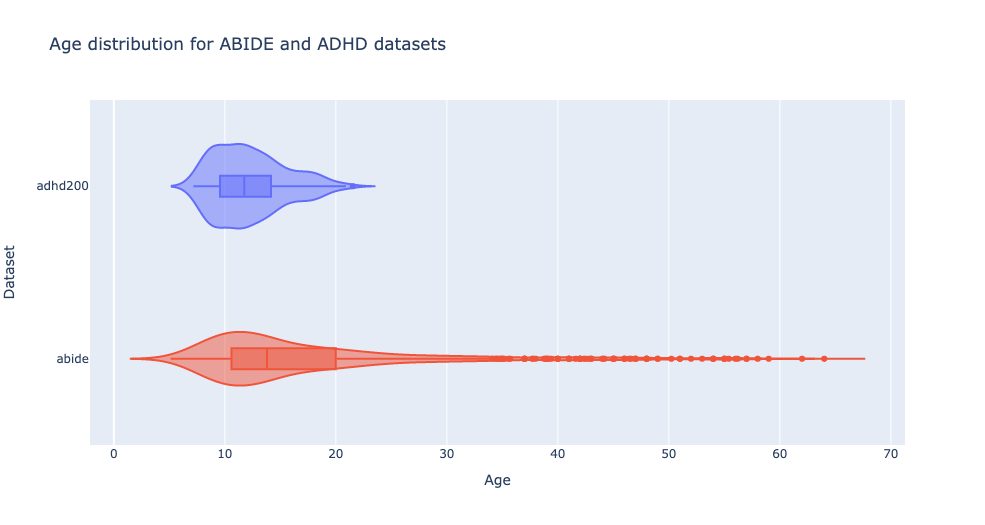 Age distribution for ABIDE and ADHD datasets
adhd200
Dataset
abide
0 10 20 30 40 50 60 70
Age